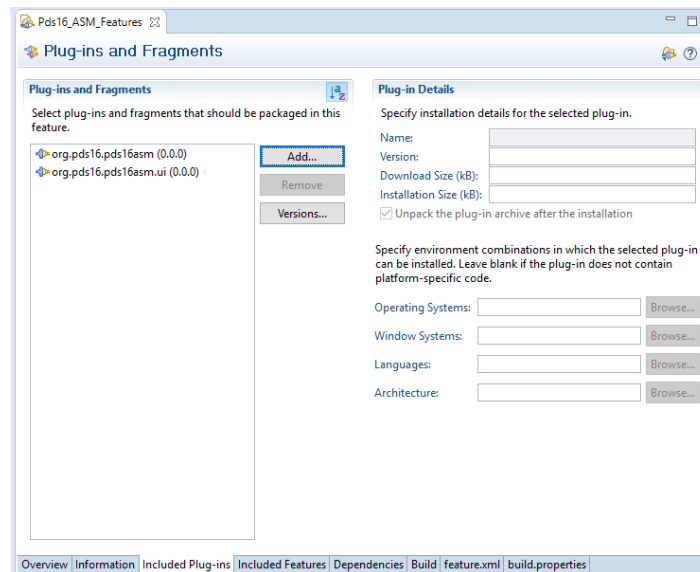 Pds16_ASM_Features
Plug-ins and Fragments
Plug-ins and Fragments
Select plug-ins and fragments that should be packaged in this
feature.
org.pds16.pds16asm (0.0.0)
org.pds16.pds16asm.ui (0.0.0)
Add...
Remove
Versions...
Plug-in Details
Specify installation details for the selected plug-in.
Name:
Version:
Download Size (kB):
Installation Size (kB):
Unpack the plug-in archive after the installation
Specify environment combinations in which the selected plug-in
can be installed. Leave blank if the plug-in does not contain
platform-specific code.
Operating Systems: Browse...
Window Systems: Browse...
Languages: Browse...
Architecture: Browse...
Overview Information Included Plug-ins Included Features Dependencies Build feature.xml build.properties